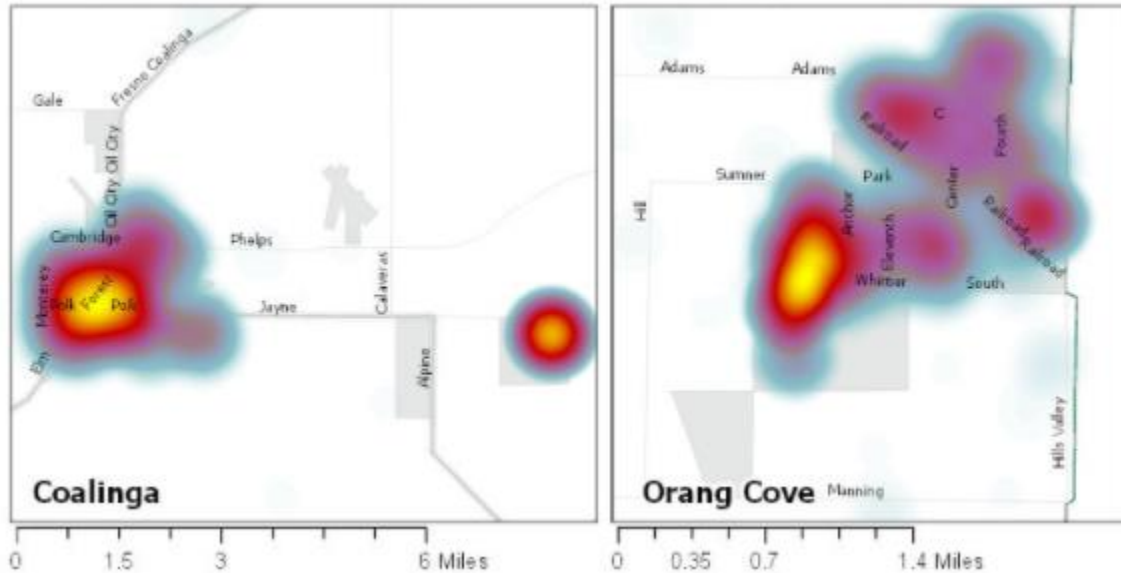 Fresno Coalinga
Gale
Oil City
Oil City
Cambridge
Phelps
Monterey
Polk
Forest
Polk
Jayne
Calaveras
Elm
Alpine
Coalinga
0 1.5 3 6 Miles
Adams
Adams
C
Railroad
Fourth
Sumner
Park
Center
Hill
Anchor
Eleventh
Railroad
Railroad
Whittier
South
Hills Valley
Orang Cove
Manning
0 0.35 0.7 1.4 Miles